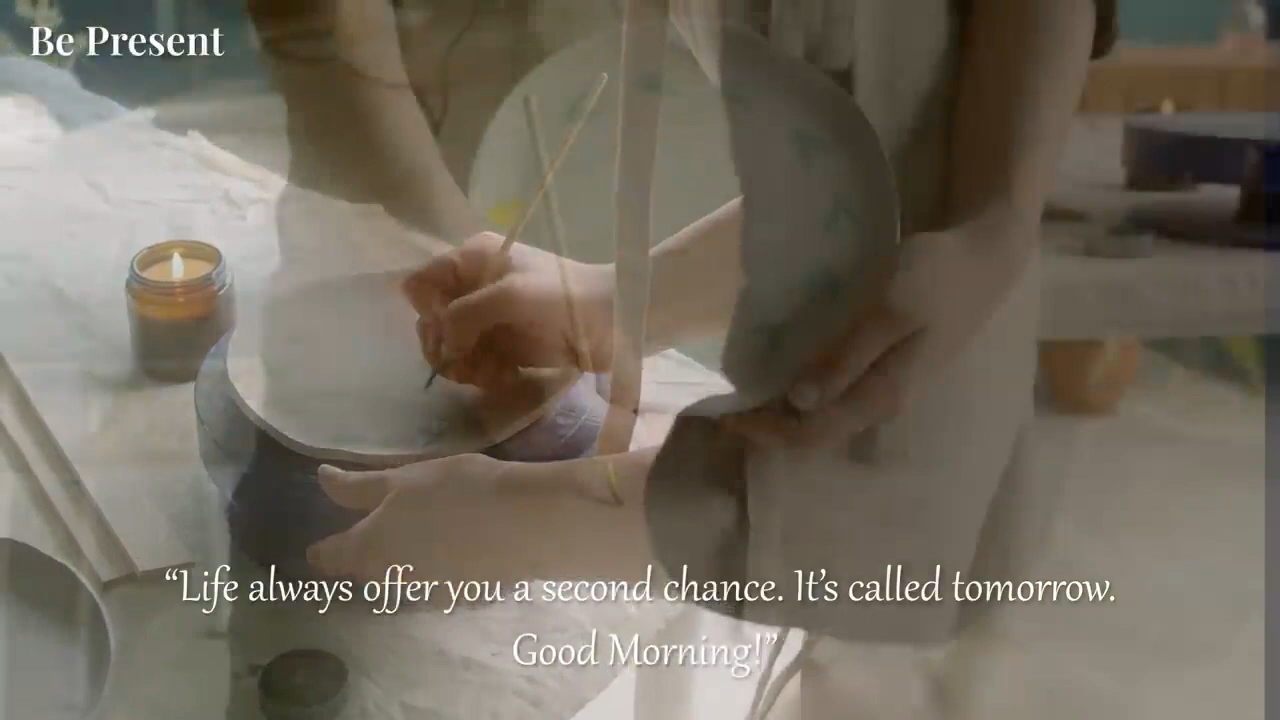 Be Present
“Life always offer you a second chance. It’s called tomorrow.
Good Morning!”